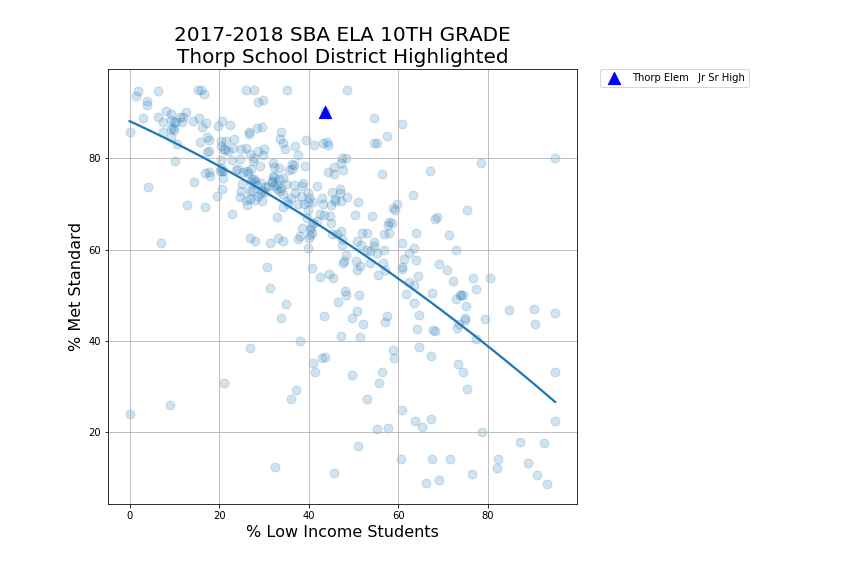 2017-2018 SBA ELA 10TH GRADE
Thorp School District Highlighted
Thorp Elem   Jr Sr High
% Met Standard
80
60
40
20
0 20 40 60 80
% Low Income Students